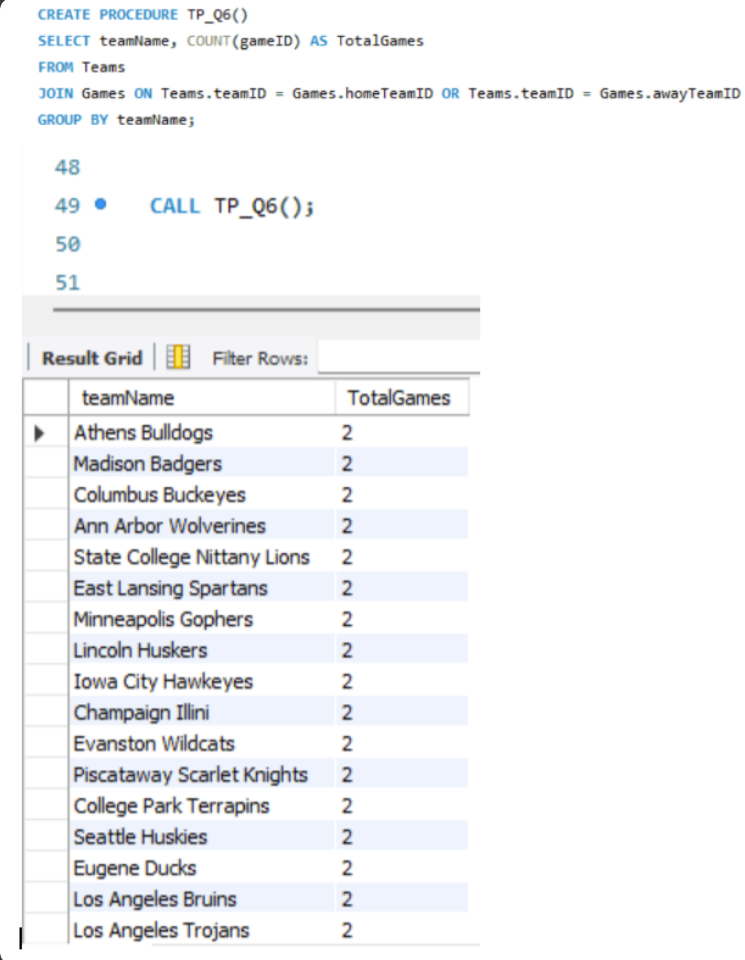 CREATE PROCEDURE TP_Q6()
SELECT teamName, COUNT(gameID) AS TotalGames
FROM Teams
JOIN Games ON Teams.teamID = Games.homeTeamID OR Teams.teamID = Games.awayTeamID
GROUP BY teamName;
48
49 CALL TP_Q6();
50
51
Result Grid Filter Rows:
teamName TotalGames
Athens Bulldogs 2
Madison Badgers 2
Columbus Buckeyes 2
Ann Arbor Wolverines 2
State College Nittany Lions 2
East Lansing Spartans 2
Minneapolis Gophers 2
Lincoln Huskers 2
Iowa City Hawkeyes 2
Champaign Illini 2
Evanston Wildcats 2
Piscataway Scarlet Knights 2
College Park Terrapins 2
Seattle Huskies 2
Eugene Ducks 2
Los Angeles Bruins 2
Los Angeles Trojans 2